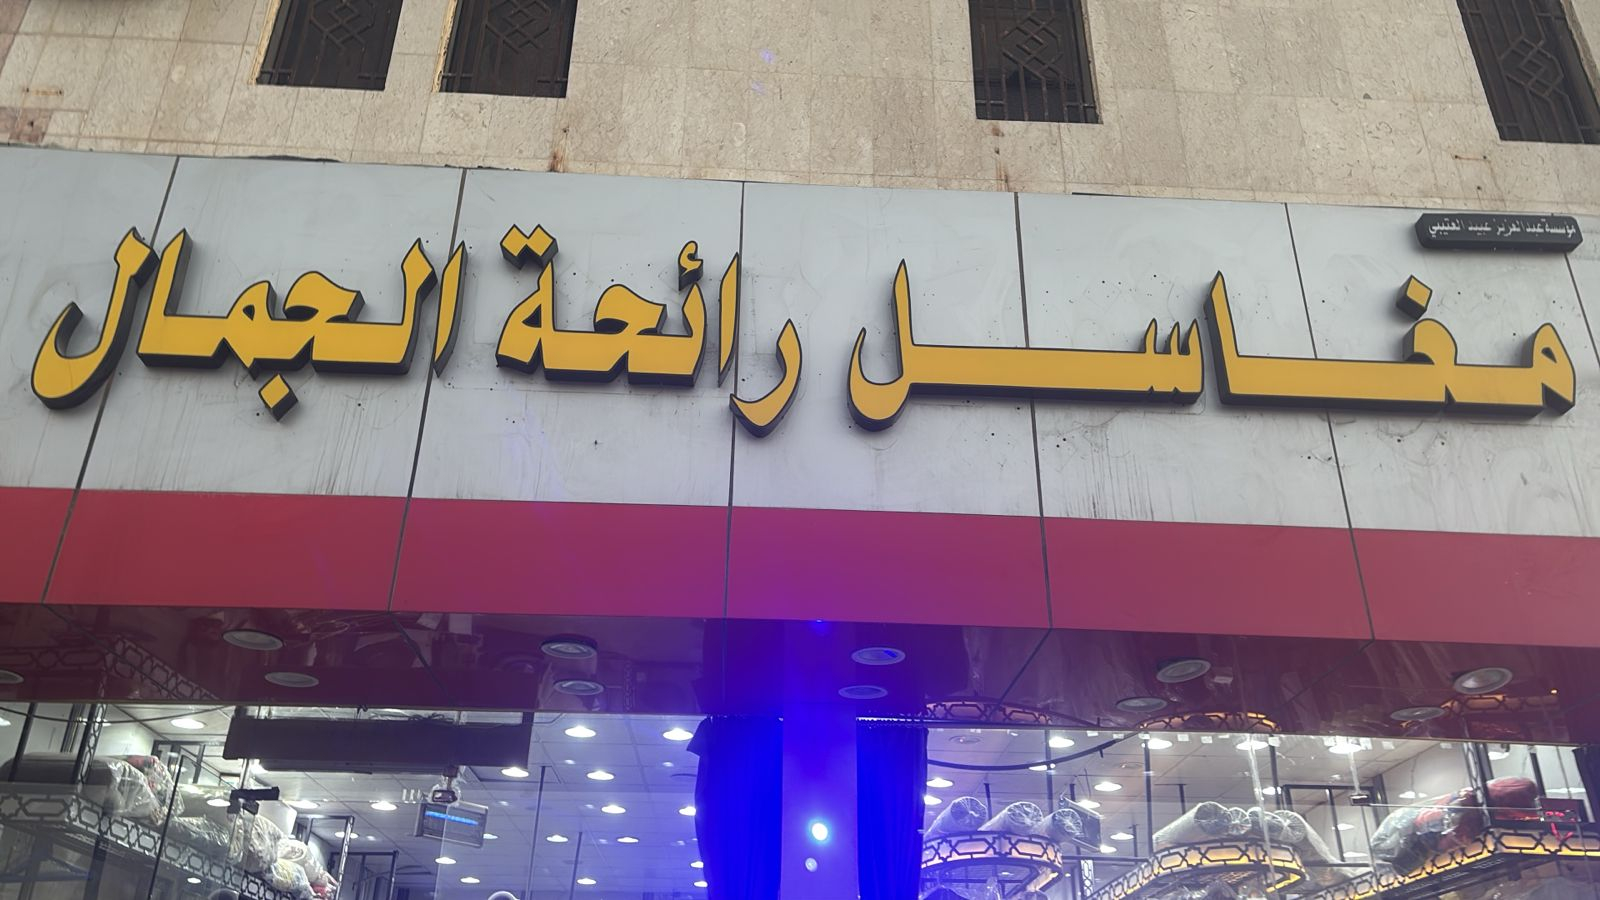 مؤسسة عبدالعزيز عبيد العتيبي
مغاسل رائحة الجمال